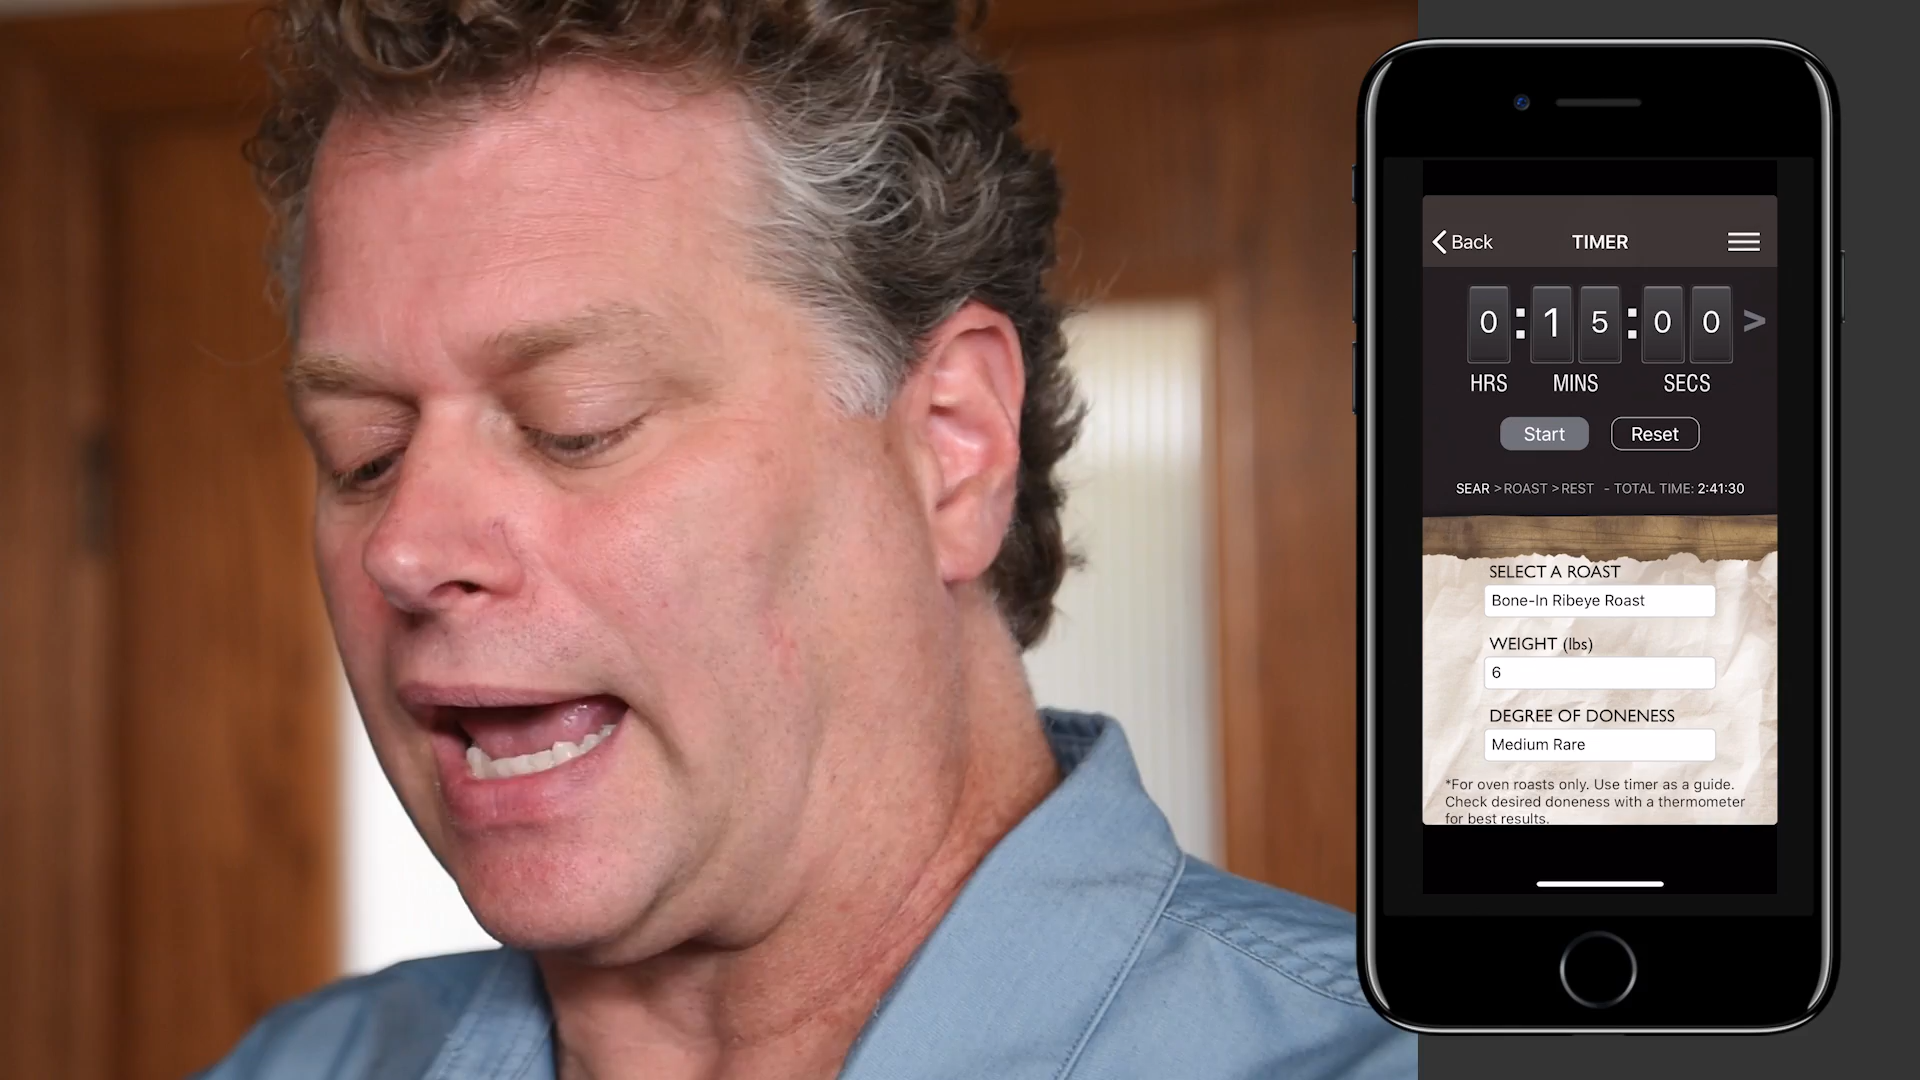 Back
TIMER
0 : 1 5 : 0 0 >
HRS MINS SECS
Start Reset
SEAR >ROAST >REST - TOTAL TIME: 2:41:30
SELECT A ROAST
Bone-In Ribeye Roast
WEIGHT (lbs)
6
DEGREE OF DONENESS
Medium Rare
*For oven roasts only. Use timer as a guide.
Check desired doneness with a thermometer
for best results.